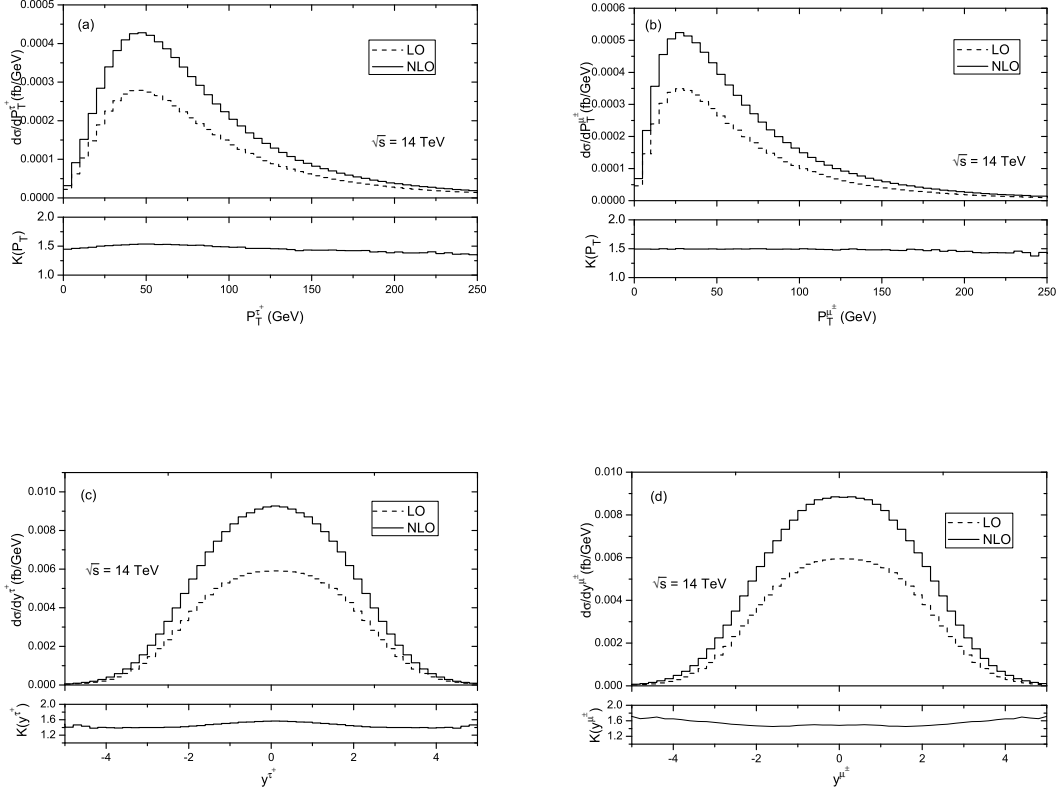 (a)
LO
NLO
√s = 14 TeV
dσ/dP_T^{τ^+} (fb/GeV)
0.0005
0.0004
0.0003
0.0002
0.0001
0.0000
K(P_T)
2.0
1.5
1.0
0 50 100 150 200 250
P_T^{τ^+} (GeV)
(b)
LO
NLO
√s = 14 TeV
dσ/dP_T^{μ^±} (fb/GeV)
0.0006
0.0005
0.0004
0.0003
0.0002
0.0001
0.0000
K(P_T)
2.0
1.5
1.0
0 50 100 150 200 250
P_T^{μ^±} (GeV)
(c)
LO
NLO
√s = 14 TeV
dσ/dy^{τ^+} (fb/GeV)
0.010
0.008
0.006
0.004
0.002
0.000
K(y^{τ^+})
2.0
1.6
1.2
-4 -2 0 2 4
y^{τ^+}
(d)
LO
NLO
√s = 14 TeV
dσ/dy^{μ^±} (fb/GeV)
0.010
0.008
0.006
0.004
0.002
0.000
K(y^{μ^±})
2.0
1.6
1.2
-4 -2 0 2 4
y^{μ^±}